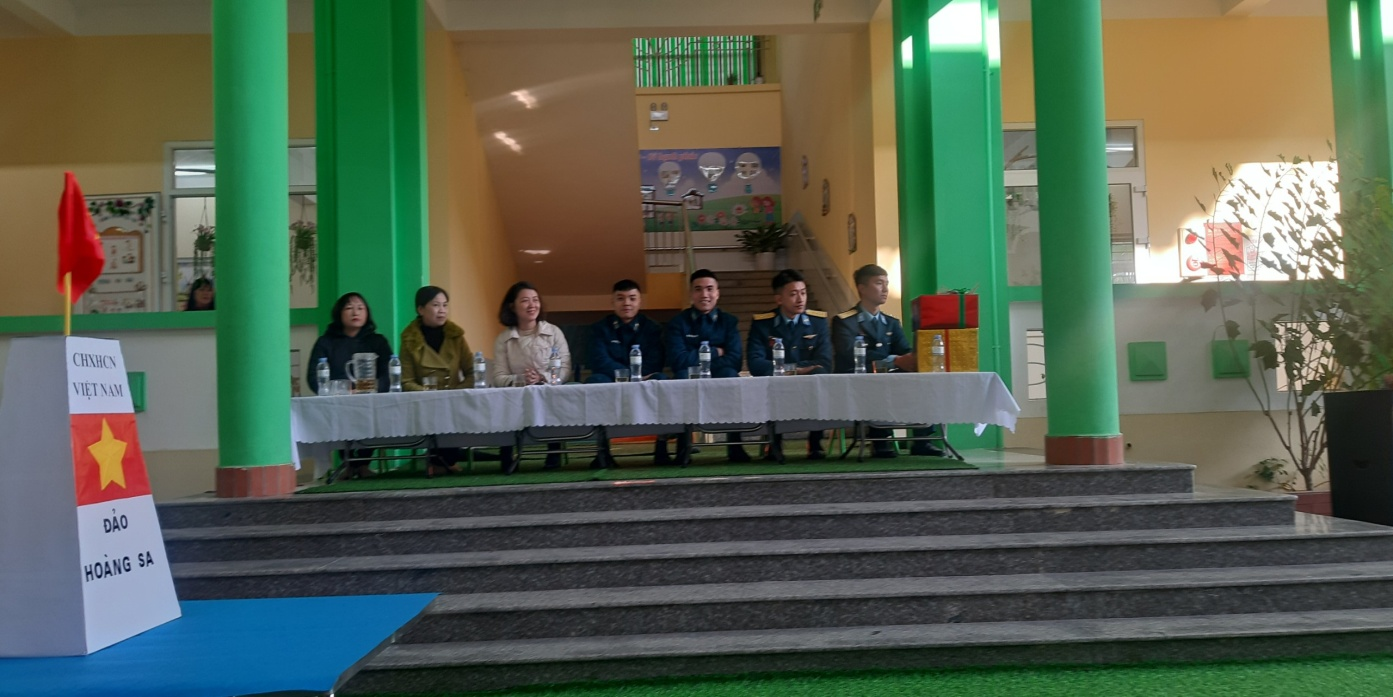 CHXHCN
VIỆT NAM
ĐẢO
HOÀNG SA